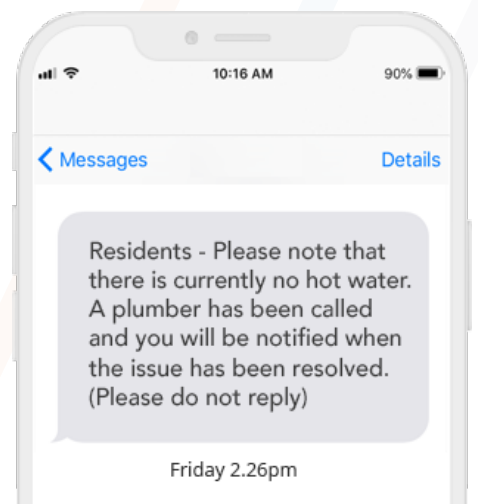 10:16 AM 90%
Messages Details
Residents - Please note that
there is currently no hot water.
A plumber has been called
and you will be notified when
the issue has been resolved.
(Please do not reply)
Friday 2.26pm